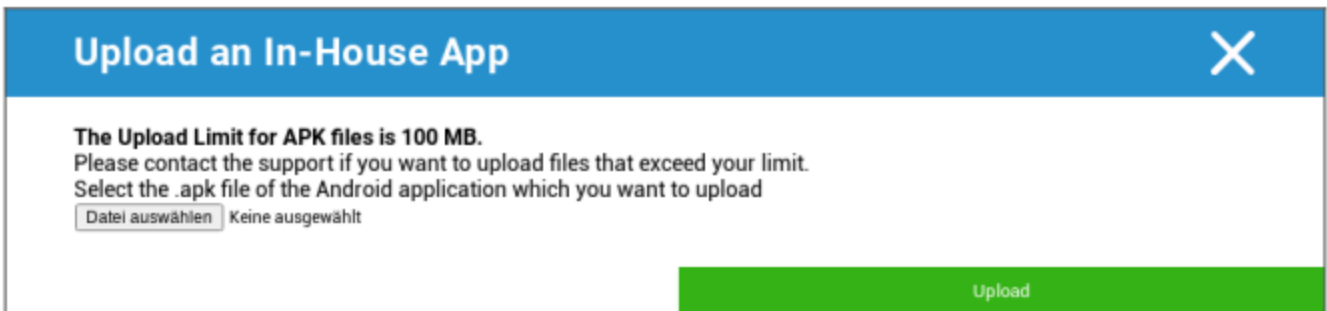 Upload an In-House App
The Upload Limit for APK files is 100 MB.
Please contact the support if you want to upload files that exceed your limit.
Select the .apk file of the Android application which you want to upload
Datei auswählen Keine ausgewählt
Upload